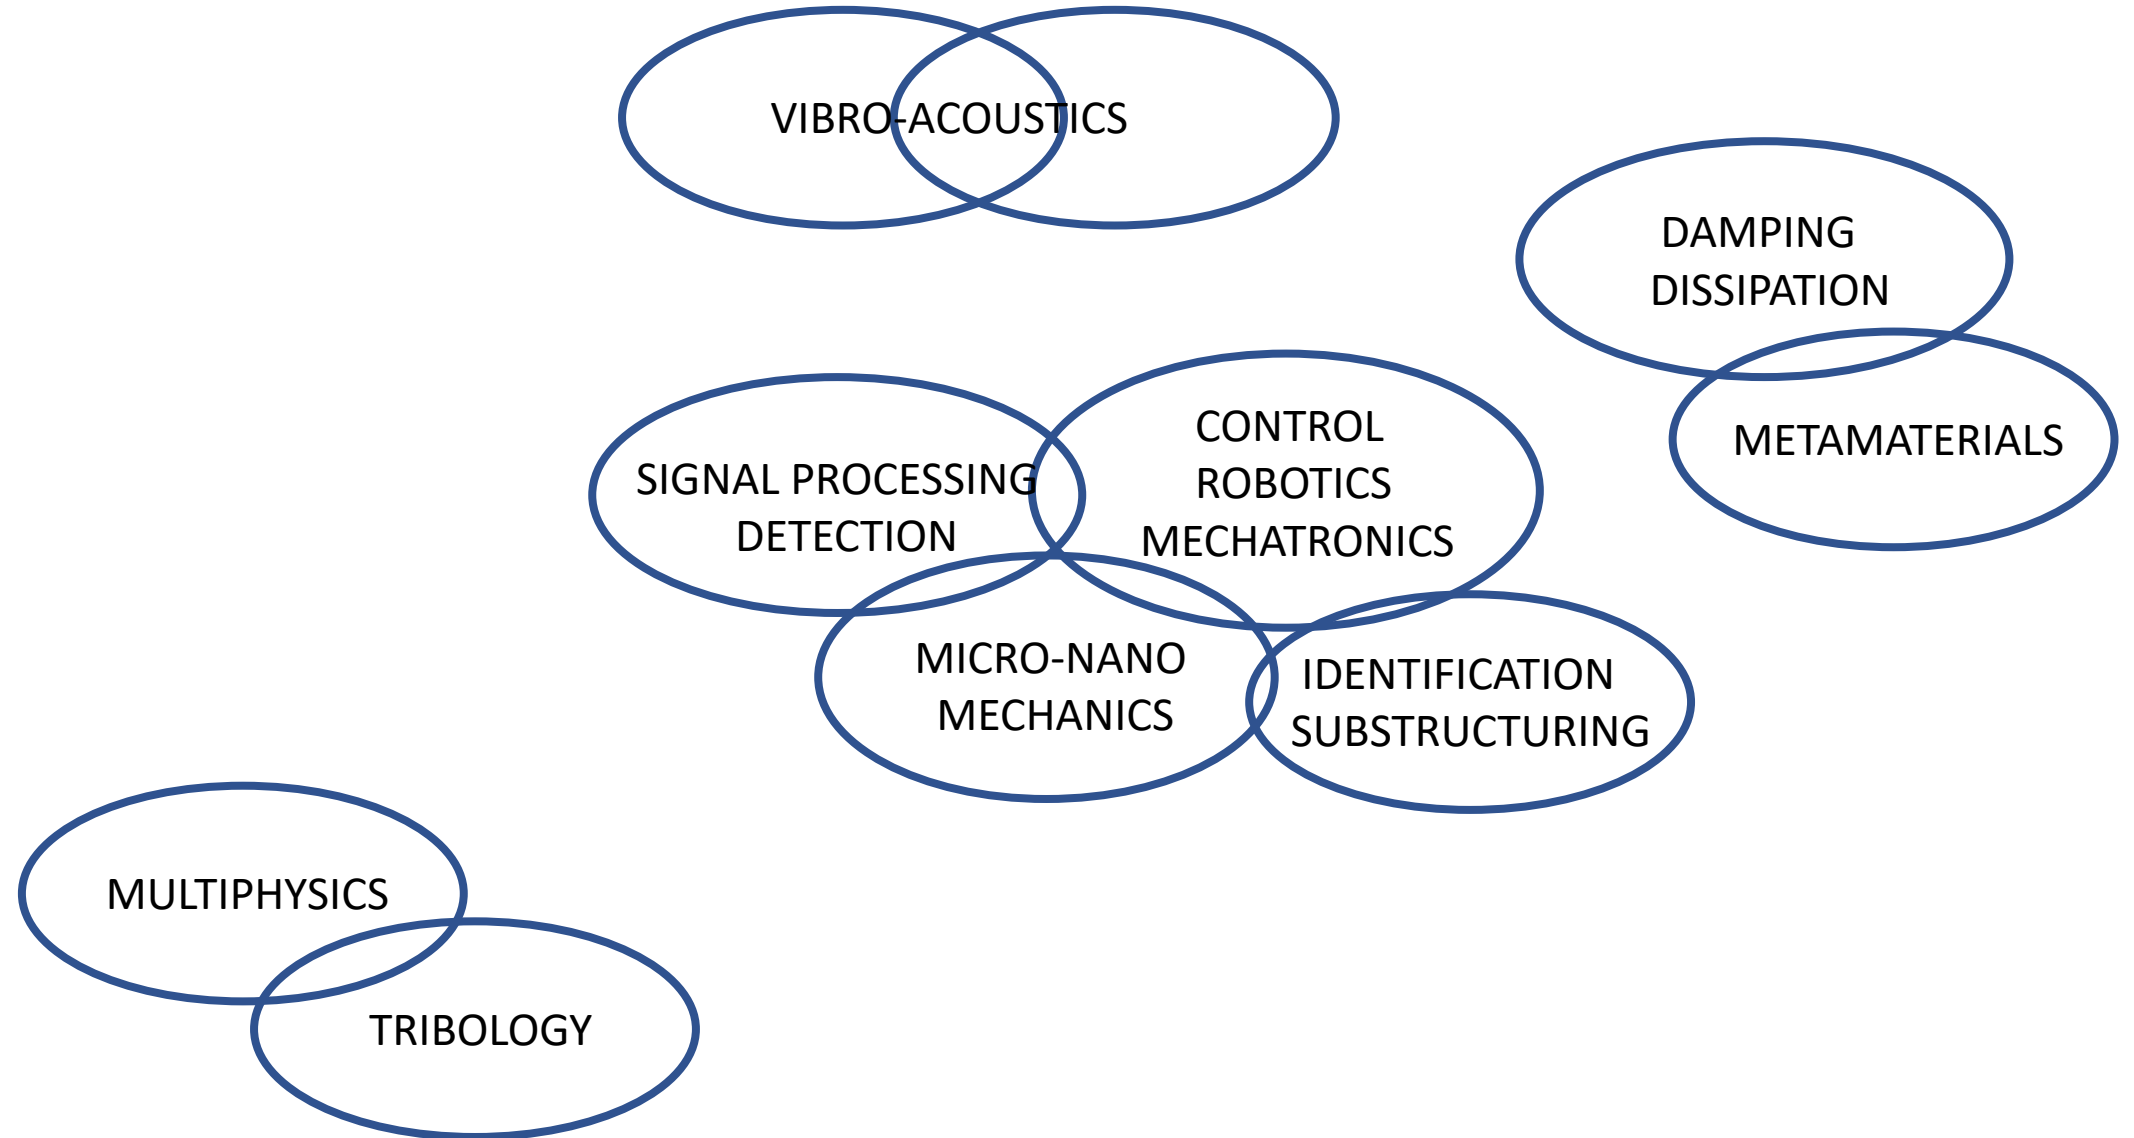 VIBRO-ACOUSTICS
DAMPING
DISSIPATION
METAMATERIALS
CONTROL
ROBOTICS
MECHATRONICS
SIGNAL PROCESSING
DETECTION
MICRO-NANO
MECHANICS
IDENTIFICATION
SUBSTRUCTURING
MULTIPHYSICS
TRIBOLOGY